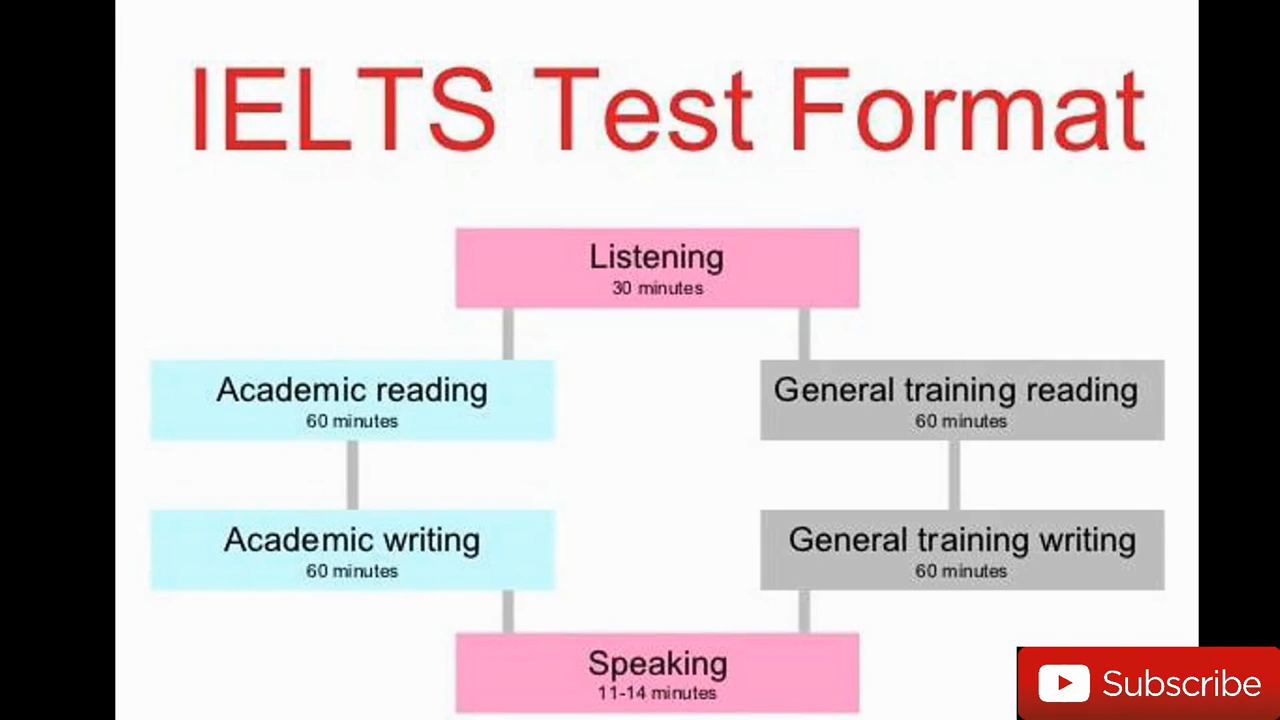 IELTS Test Format
Listening
30 minutes
Academic reading
60 minutes
General training reading
60 minutes
Academic writing
60 minutes
General training writing
60 minutes
Speaking
11-14 minutes
Subscribe